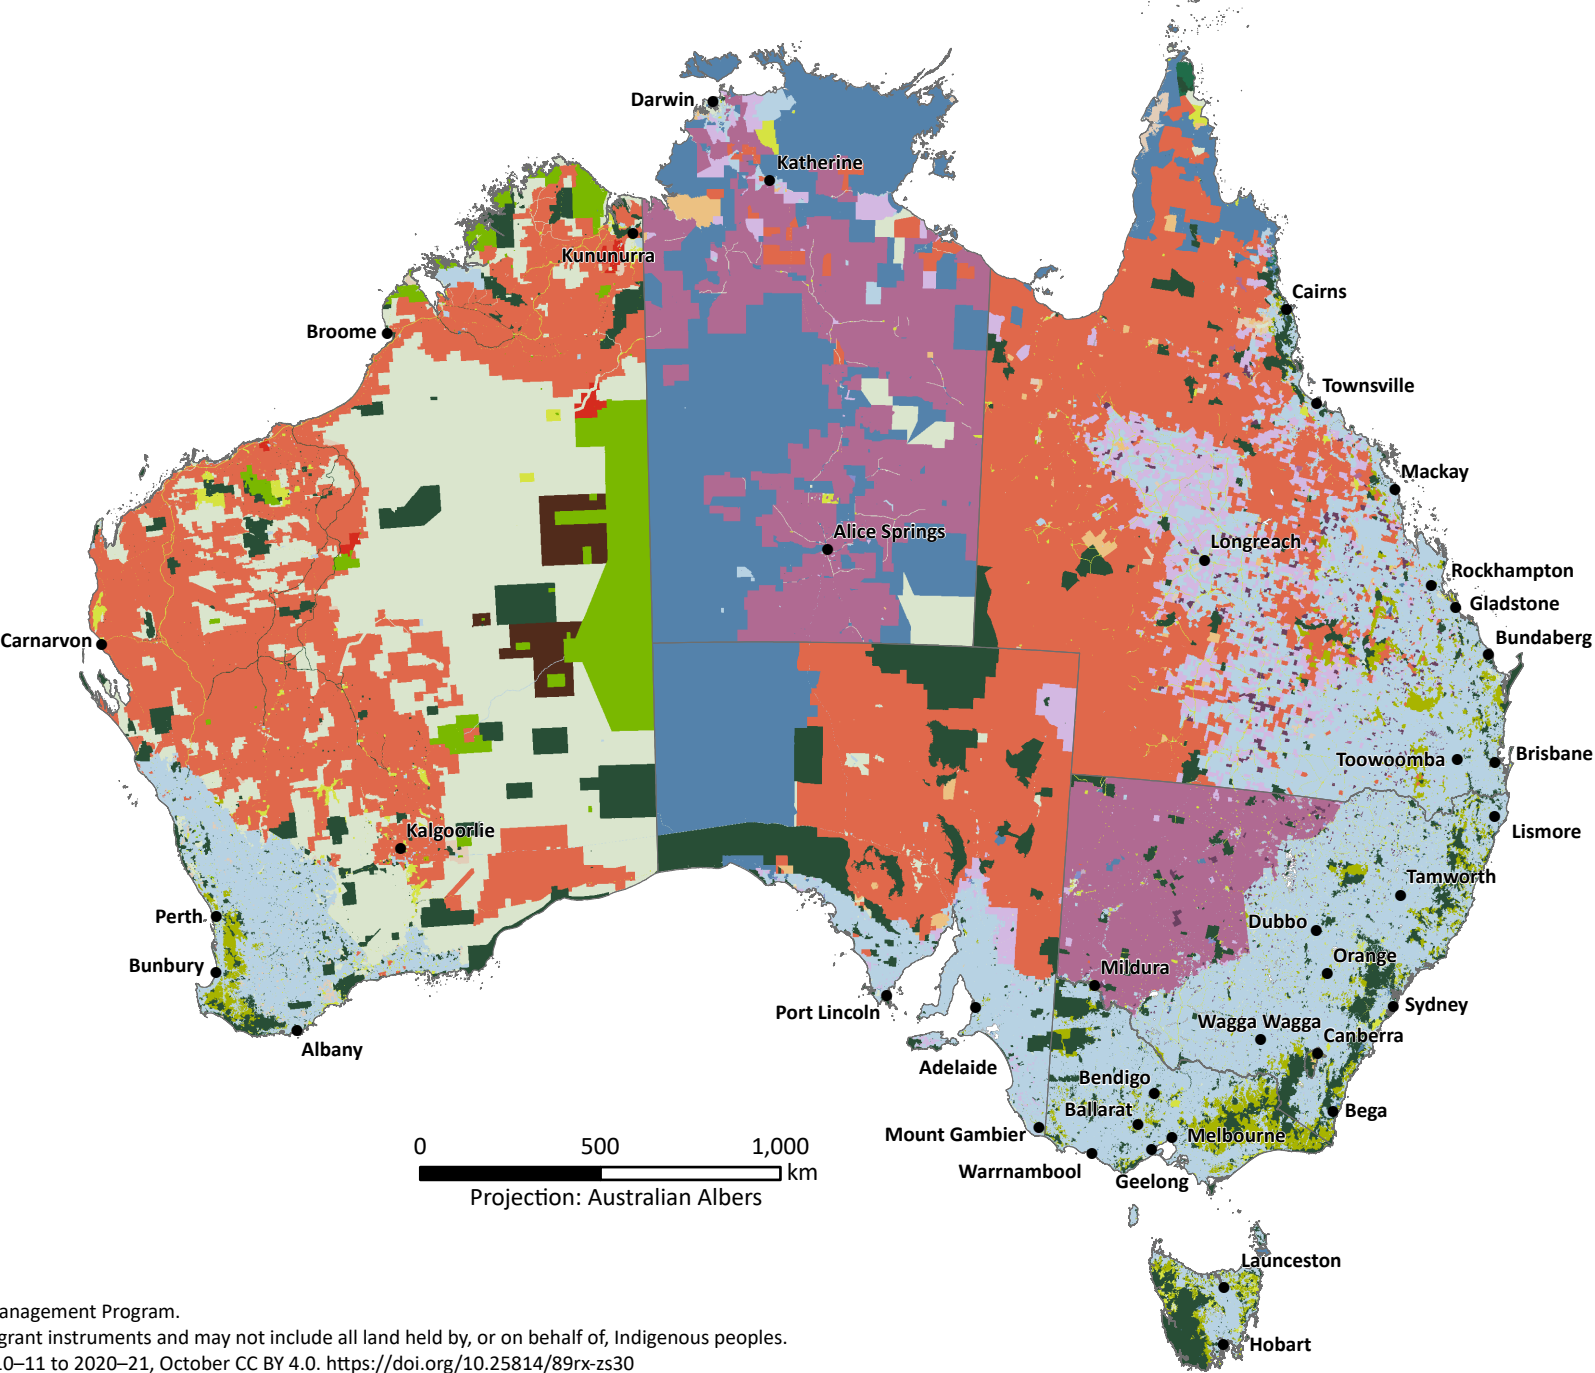 Darwin
Katherine
Kununurra
Cairns
Broome
Townsville
Mackay
Alice Springs
Longreach
Rockhampton
Gladstone
Carnarvon
Bundaberg
Brisbane
Toowoomba
Kalgoorlie
Lismore
Tamworth
Perth
Dubbo
Orange
Bunbury
Mildura
Sydney
Port Lincoln
Wagga Wagga
Canberra
Albany
Adelaide
Bendigo
Ballarat
Bega
Mount Gambier
Melbourne
0 500 1,000
km
Warrnambool
Geelong
Projection: Australian Albers
Launceston
anagement Program.
grant instruments and may not include all land held by, or on behalf of, Indigenous peoples.
Hobart
10–11 to 2020–21, October CC BY 4.0. https://doi.org/10.25814/89rx-zs30